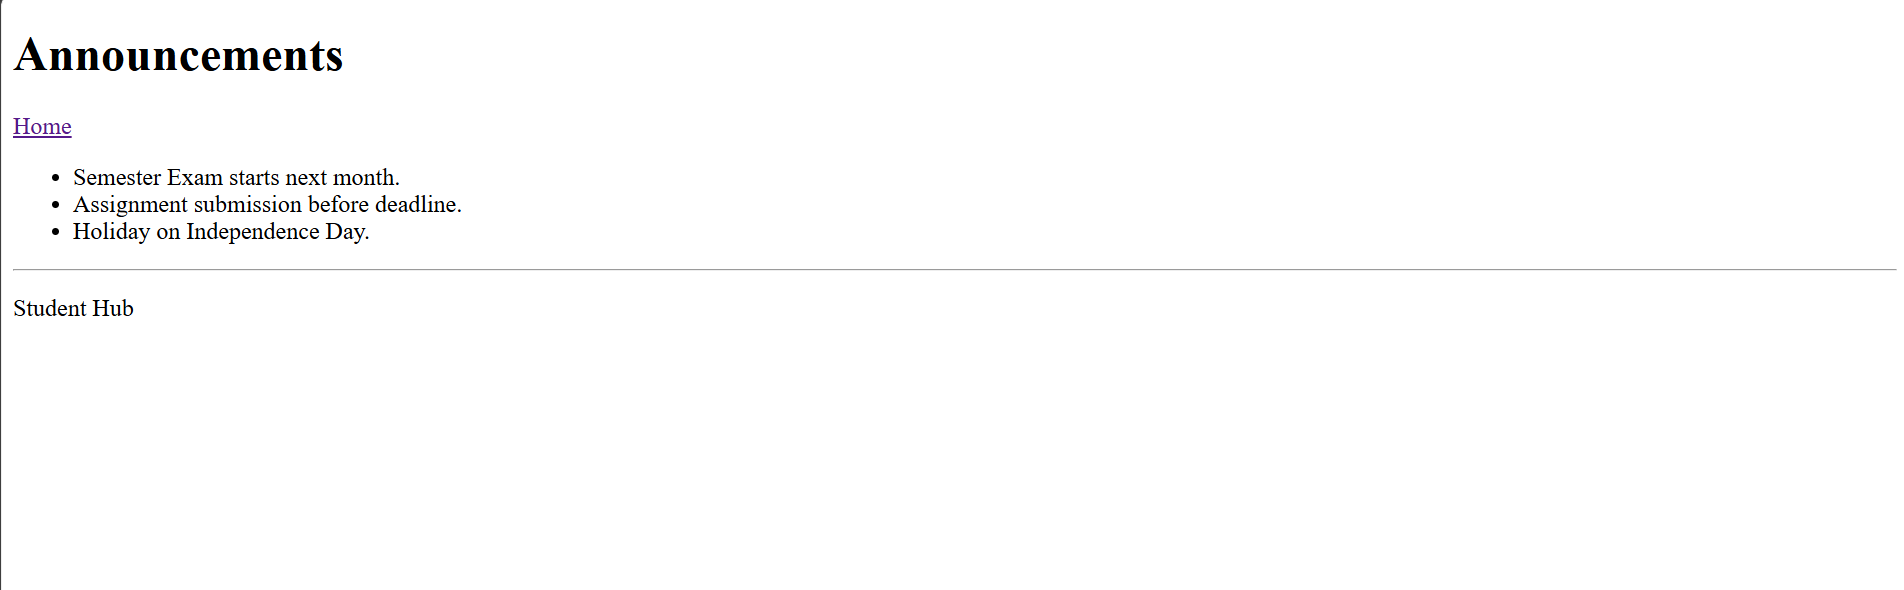 Announcements
Home
Semester Exam starts next month.
Assignment submission before deadline.
Holiday on Independence Day.
Student Hub